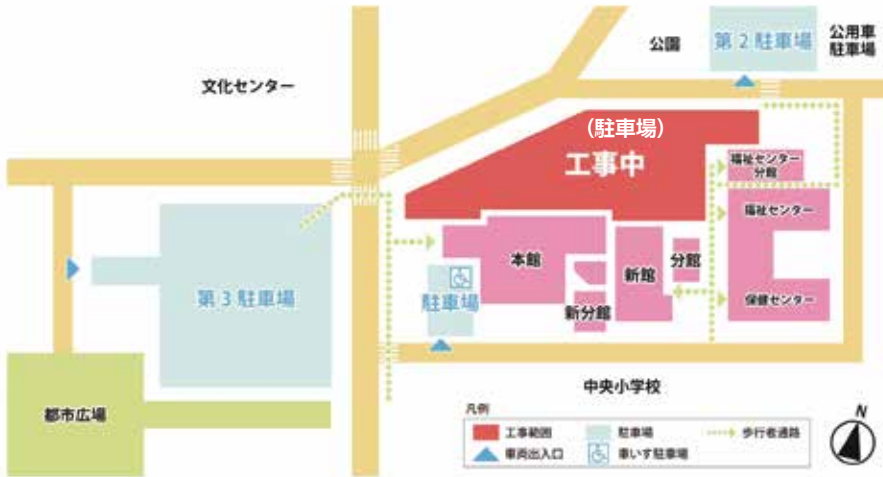 公園
第2駐車場
公用車
駐車場
文化センター
(駐車場)
工事中
福祉センター
分館
福祉センター
本館
新館
分館
新分館
保健センター
駐車場
第3駐車場
都市広場
中央小学校
凡例
工事範囲
駐車場
歩行者通路
車両出入口
車いす駐車場
N